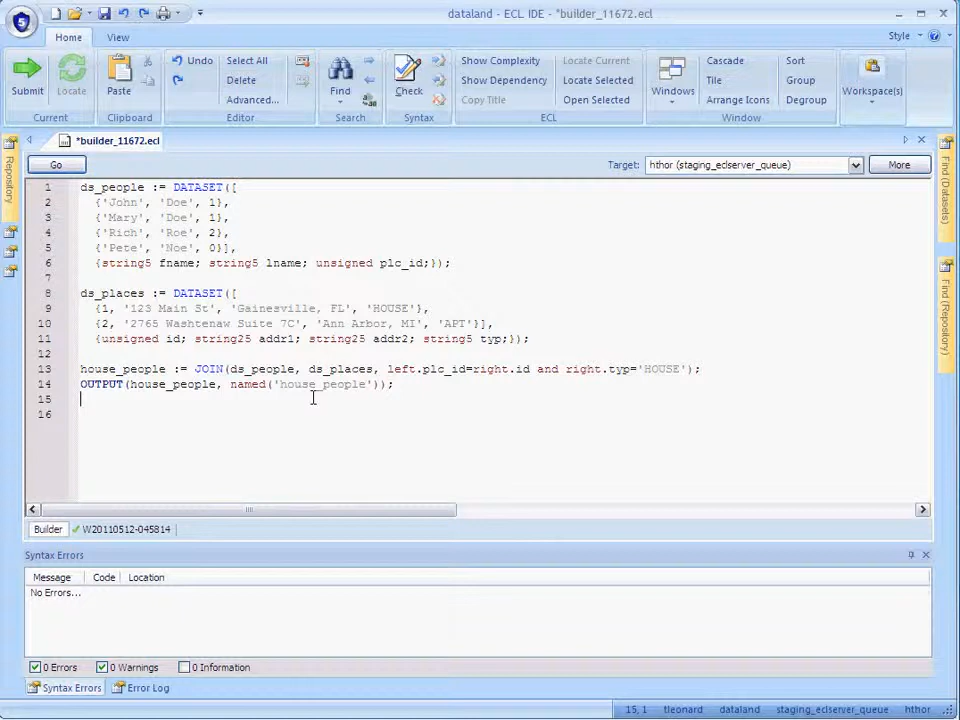 dataland - ECL IDE - *builder_11672.ecl
5
Home View Style
Submit Locate Paste Undo Select All Delete Advanced... Find Check Show Complexity Show Dependency Copy Title Locate Current Locate Selected Open Selected Windows Cascade Tile Arrange Icons Sort Group Degroup Workspace(s)
Current Clipboard Editor Search Syntax ECL Window
*builder_11672.ecl
Go Target: hthor (staging_eclserver_queue) More
Repository
Find (Datasets)
Find (Repository)
1 ds_people := DATASET([
2 {'John', 'Doe', 1},
3 {'Mary', 'Doe', 1},
4 {'Rich', 'Roe', 2},
5 {'Pete', 'Noe', 0}],
6 {string5 fname; string5 lname; unsigned plc_id;});
7
8 ds_places := DATASET([
9 {1, '123 Main St', 'Gainesville, FL', 'HOUSE'},
10 {2, '2765 Washtenaw Suite 7C', 'Ann Arbor, MI', 'APT'}],
11 {unsigned id; string25 addr1; string25 addr2; string5 typ;});
12
13 house_people := JOIN(ds_people, ds_places, left.plc_id=right.id and right.typ='HOUSE');
14 OUTPUT(house_people, named('house_people'));
15
16
Builder W20110512-045814
Syntax Errors
Message Code Location
No Errors...
0 Errors 0 Warnings 0 Information
Syntax Errors Error Log
15, 1 tleonard dataland staging_eclserver_queue hthor